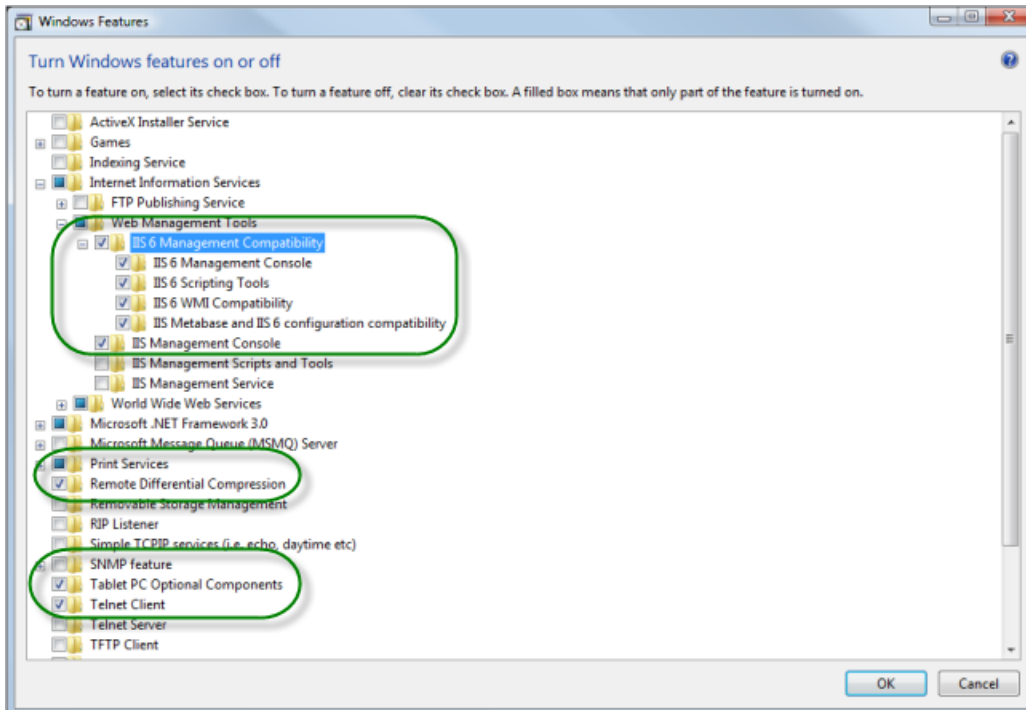 Windows Features
Turn Windows features on or off
To turn a feature on, select its check box. To turn a feature off, clear its check box. A filled box means that only part of the feature is turned on.
ActiveX Installer Service
Games
Indexing Service
Internet Information Services
FTP Publishing Service
Web Management Tools
IIS 6 Management Compatibility
IIS 6 Management Console
IIS 6 Scripting Tools
IIS 6 WMI Compatibility
IIS Metabase and IIS 6 configuration compatibility
IIS Management Console
IIS Management Scripts and Tools
IIS Management Service
World Wide Web Services
Microsoft .NET Framework 3.0
Microsoft Message Queue (MSMQ) Server
Print Services
Remote Differential Compression
Removable Storage Management
RIP Listener
Simple TCPIP services (i.e. echo, daytime etc)
SNMP feature
Tablet PC Optional Components
Telnet Client
Telnet Server
TFTP Client
OK Cancel